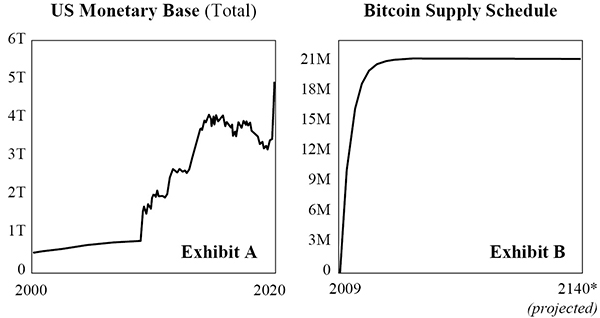 US Monetary Base (Total)
6T
5T
4T
3T
2T
1T
0
2000
2020
Exhibit A
Bitcoin Supply Schedule
21M
18M
15M
12M
9M
6M
3M
0
2009
2140*
(projected)
Exhibit B